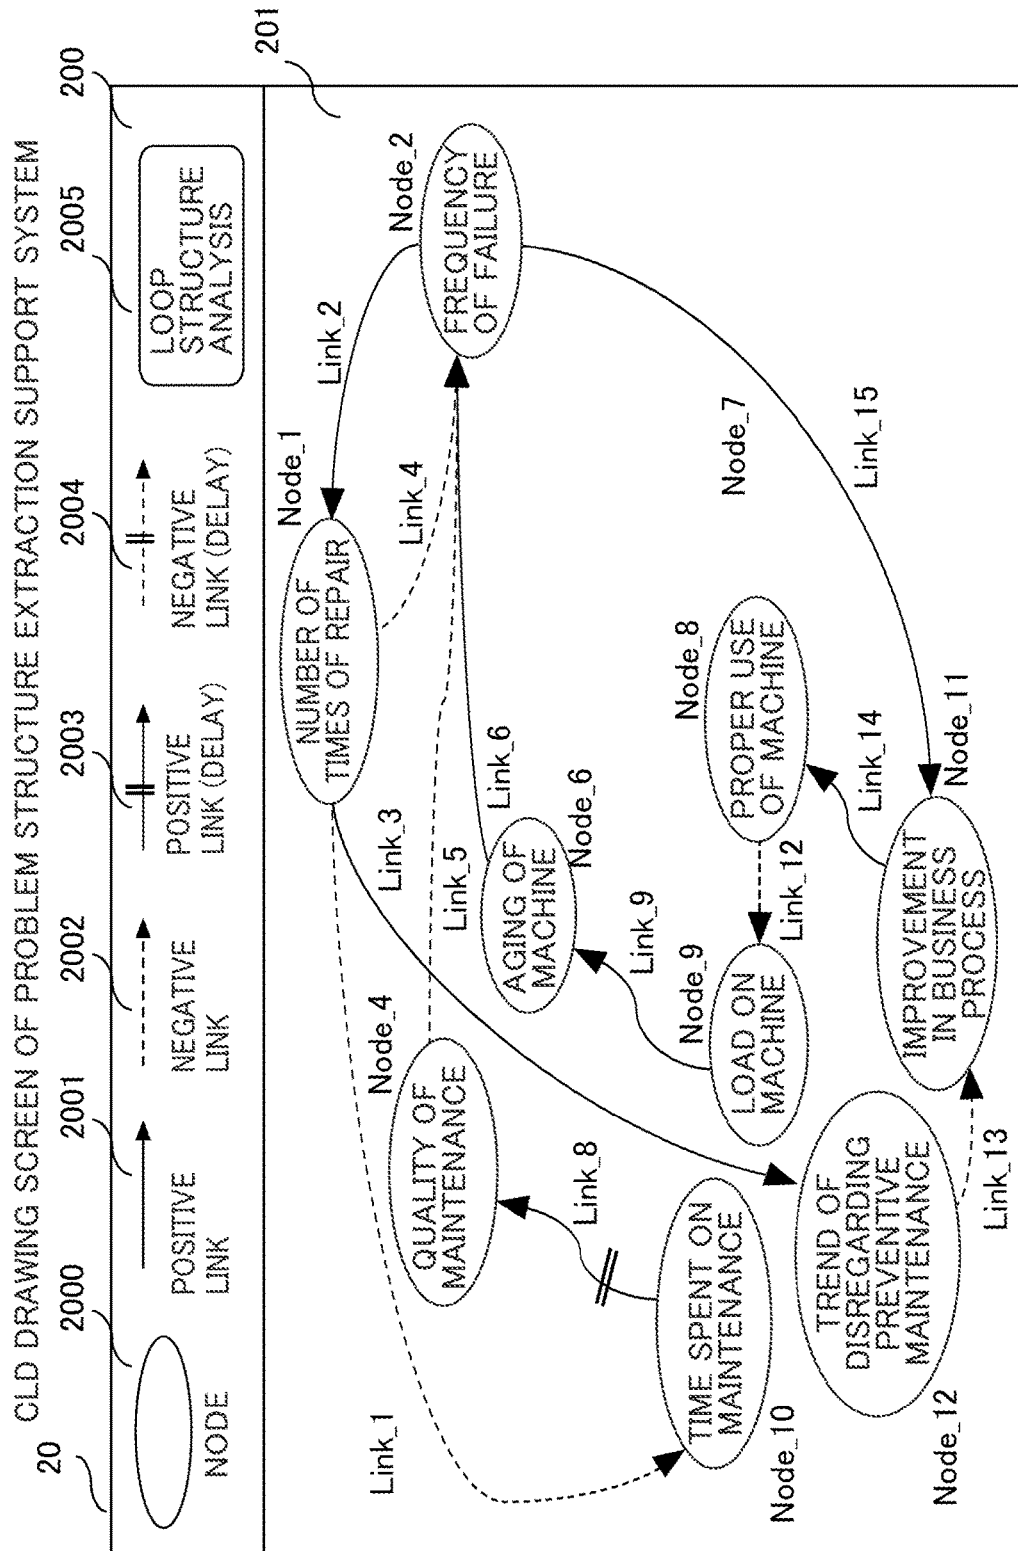 CLD DRAWING SCREEN OF PROBLEM STRUCTURE EXTRACTION SUPPORT SYSTEM
20
2000
2001
2002
2003
2004
2005
200
NODE
POSITIVE
LINK
NEGATIVE
LINK
POSITIVE
LINK (DELAY)
NEGATIVE
LINK (DELAY)
LOOP
STRUCTURE
ANALYSIS
201
Node_1
NUMBER OF
TIMES OF REPAIR
Link_2
Node_2
FREQUENCY
OF FAILURE
Link_1
Link_3
Link_4
Node_4
QUALITY OF
MAINTENANCE
Link_5
Link_6
AGING OF
MACHINE
Node_6
Link_8
Link_9
Node_9
LOAD ON
MACHINE
Link_12
Node_8
PROPER USE
OF MACHINE
Node_7
Link_15
TIME SPENT ON
MAINTENANCE
Node_10
TREND OF
DISREGARDING
PREVENTIVE
MAINTENANCE
Node_12
Link_13
IMPROVEMENT
IN BUSINESS
PROCESS
Link_14
Node_11